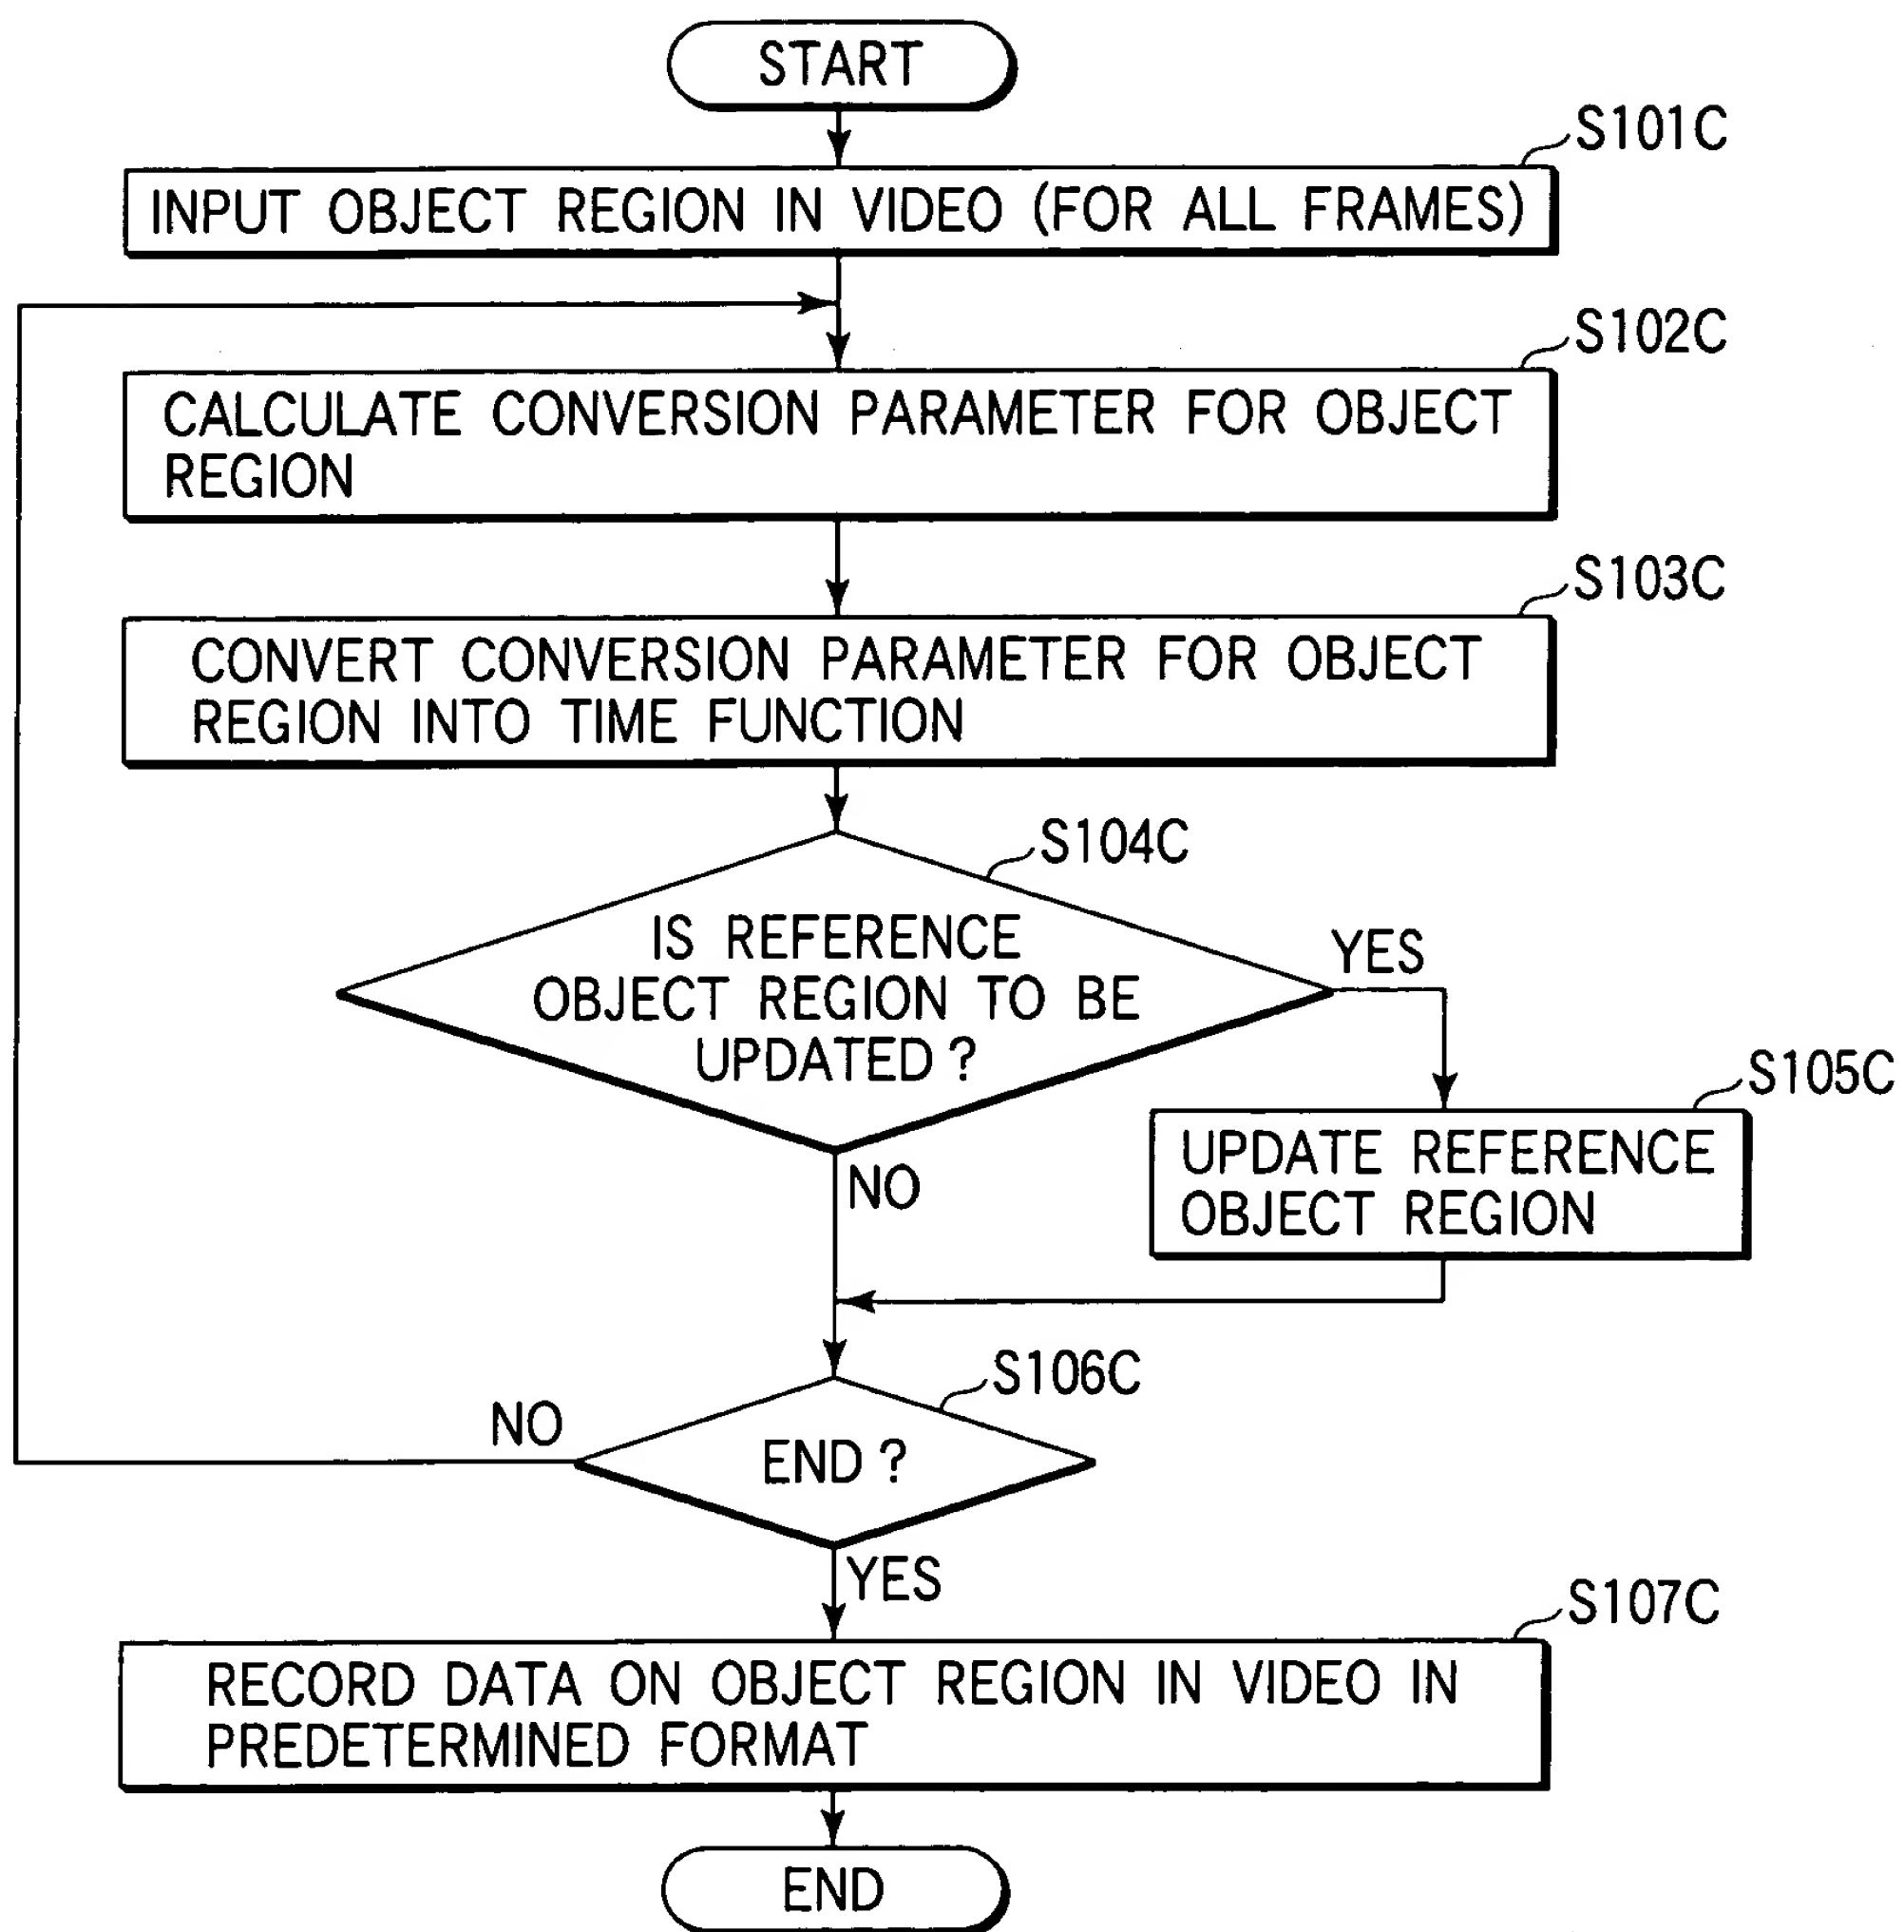 START
S101C
INPUT OBJECT REGION IN VIDEO (FOR ALL FRAMES)
S102C
CALCULATE CONVERSION PARAMETER FOR OBJECT
REGION
S103C
CONVERT CONVERSION PARAMETER FOR OBJECT
REGION INTO TIME FUNCTION
S104C
IS REFERENCE
OBJECT REGION TO BE
UPDATED ?
YES
S105C
UPDATE REFERENCE
OBJECT REGION
NO
S106C
NO
END ?
YES
S107C
RECORD DATA ON OBJECT REGION IN VIDEO IN
PREDETERMINED FORMAT
END